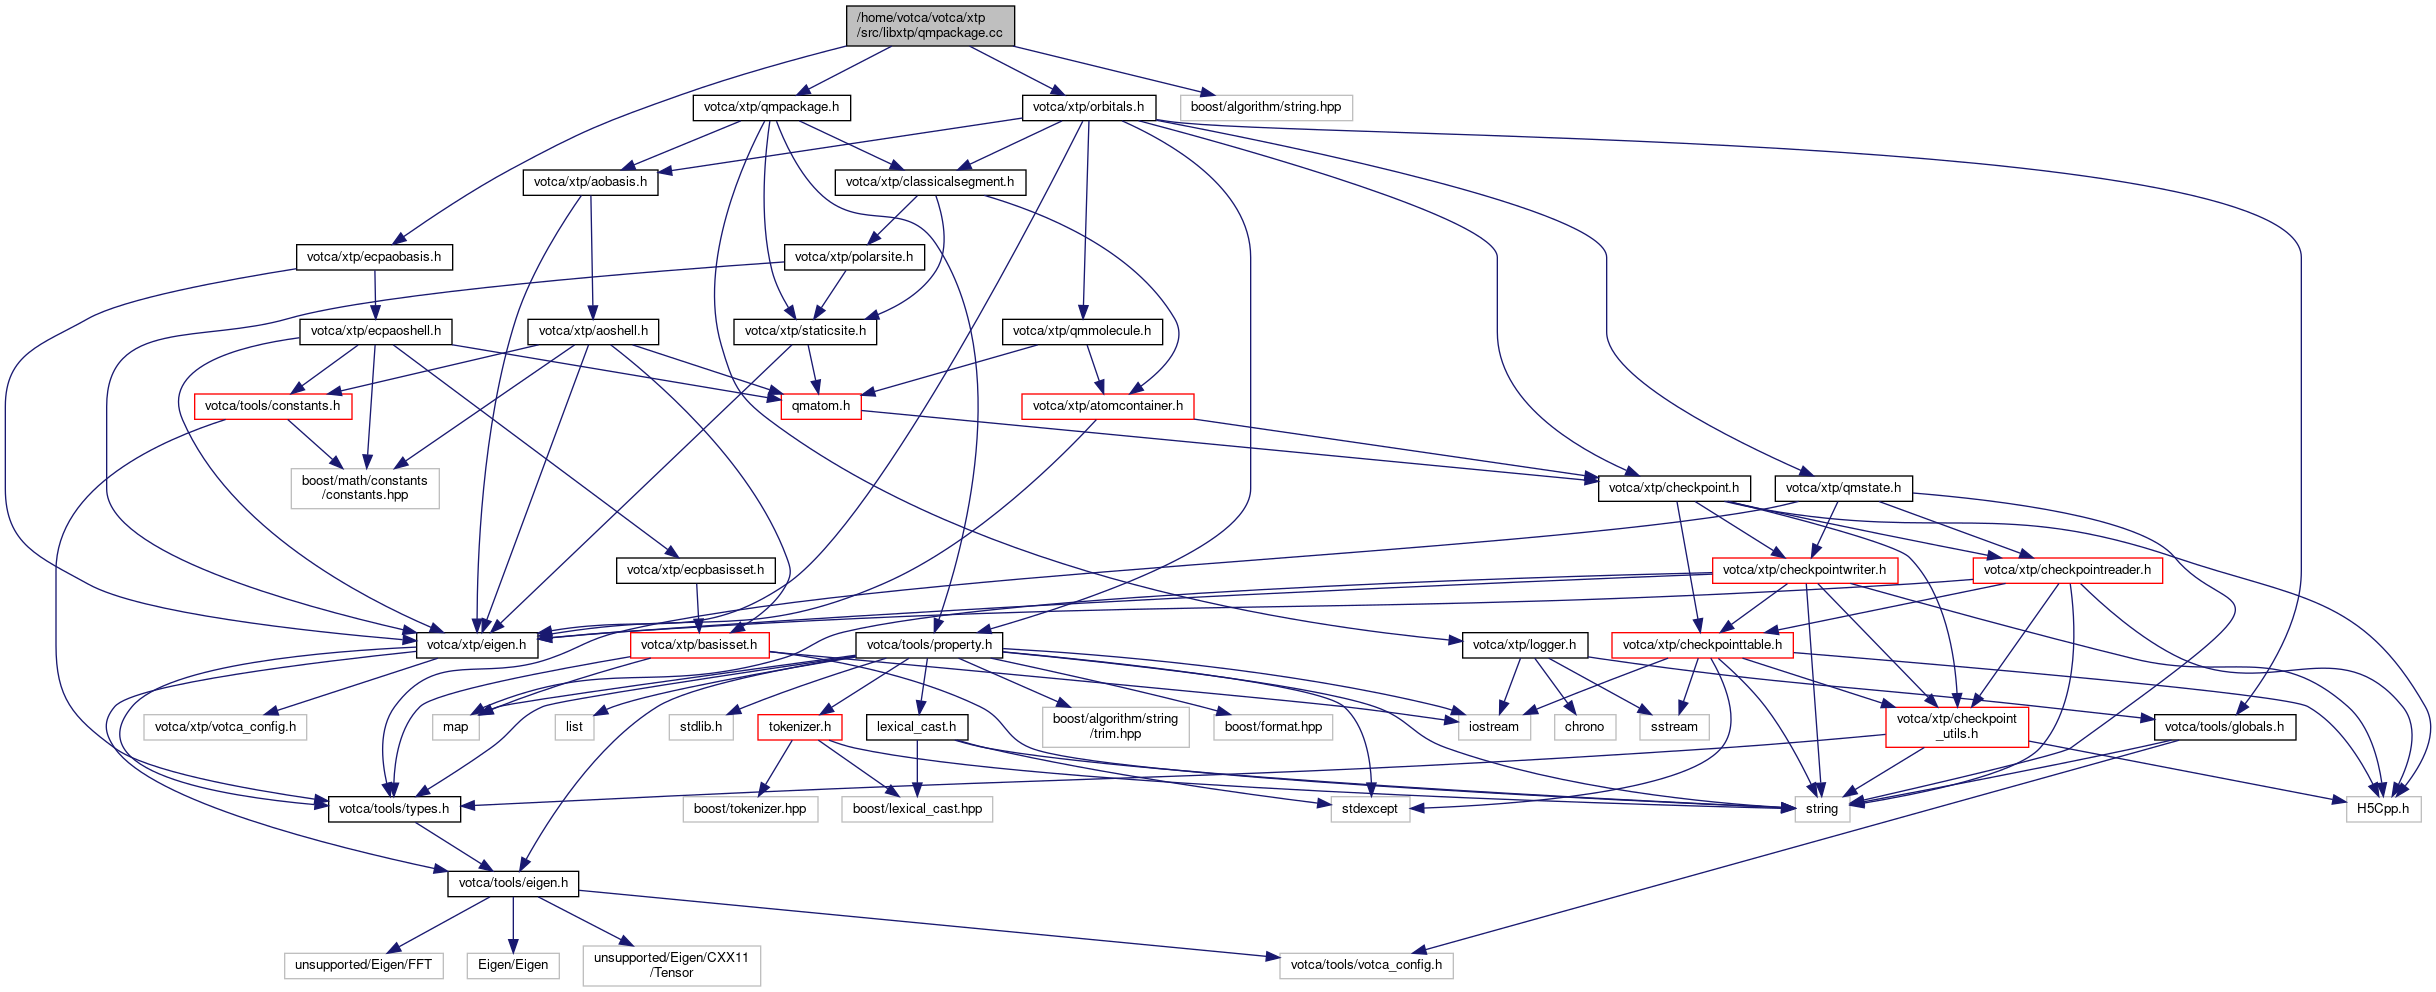 /home/votca/votca/xtp
/src/libxtp/qmpackage.cc
votca/xtp/qmpackage.h
votca/xtp/orbitals.h
boost/algorithm/string.hpp
votca/xtp/aobasis.h
votca/xtp/classicalsegment.h
votca/xtp/ecpaobasis.h
votca/xtp/polarsite.h
votca/xtp/ecpaoshell.h
votca/xtp/aoshell.h
votca/xtp/staticsite.h
votca/xtp/qmmolecule.h
votca/tools/constants.h
qmatom.h
votca/xtp/atomcontainer.h
boost/math/constants
/constants.hpp
votca/xtp/checkpoint.h
votca/xtp/qmstate.h
votca/xtp/ecpbasisset.h
votca/xtp/checkpointwriter.h
votca/xtp/checkpointreader.h
votca/xtp/eigen.h
votca/xtp/basisset.h
votca/tools/property.h
votca/xtp/logger.h
votca/xtp/checkpointtable.h
votca/xtp/votca_config.h
map
list
stdlib.h
tokenizer.h
lexical_cast.h
boost/algorithm/string
/trim.hpp
boost/format.hpp
iostream
chrono
sstream
votca/xtp/checkpoint
_utils.h
votca/tools/globals.h
votca/tools/types.h
boost/tokenizer.hpp
boost/lexical_cast.hpp
stdexcept
string
H5Cpp.h
votca/tools/eigen.h
unsupported/Eigen/FFT
Eigen/Eigen
unsupported/Eigen/CXX11
/Tensor
votca/tools/votca_config.h